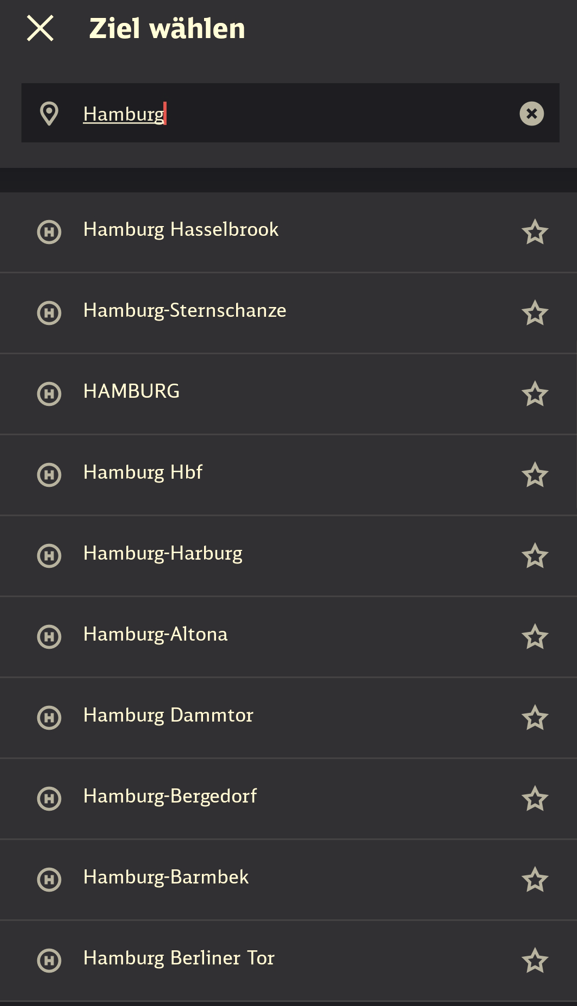 Ziel wählen
Hamburg
Hamburg Hasselbrook
Hamburg-Sternschanze
HAMBURG
Hamburg Hbf
Hamburg-Harburg
Hamburg-Altona
Hamburg Dammtor
Hamburg-Bergedorf
Hamburg-Barmbek
Hamburg Berliner Tor